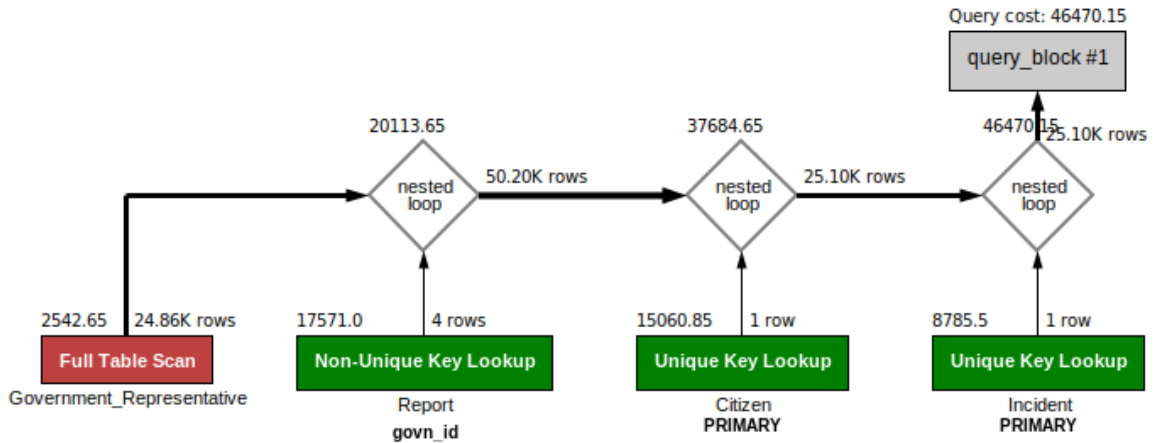 Query cost: 46470.15
query_block #1
20113.65
37684.65
46470.15
25.10K rows
nested
loop
50.20K rows
nested
loop
25.10K rows
nested
loop
2542.65
24.86K rows
17571.0
4 rows
15060.85
1 row
8785.5
1 row
Full Table Scan
Non-Unique Key Lookup
Unique Key Lookup
Unique Key Lookup
Government_Representative
Report
govn_id
Citizen
PRIMARY
Incident
PRIMARY